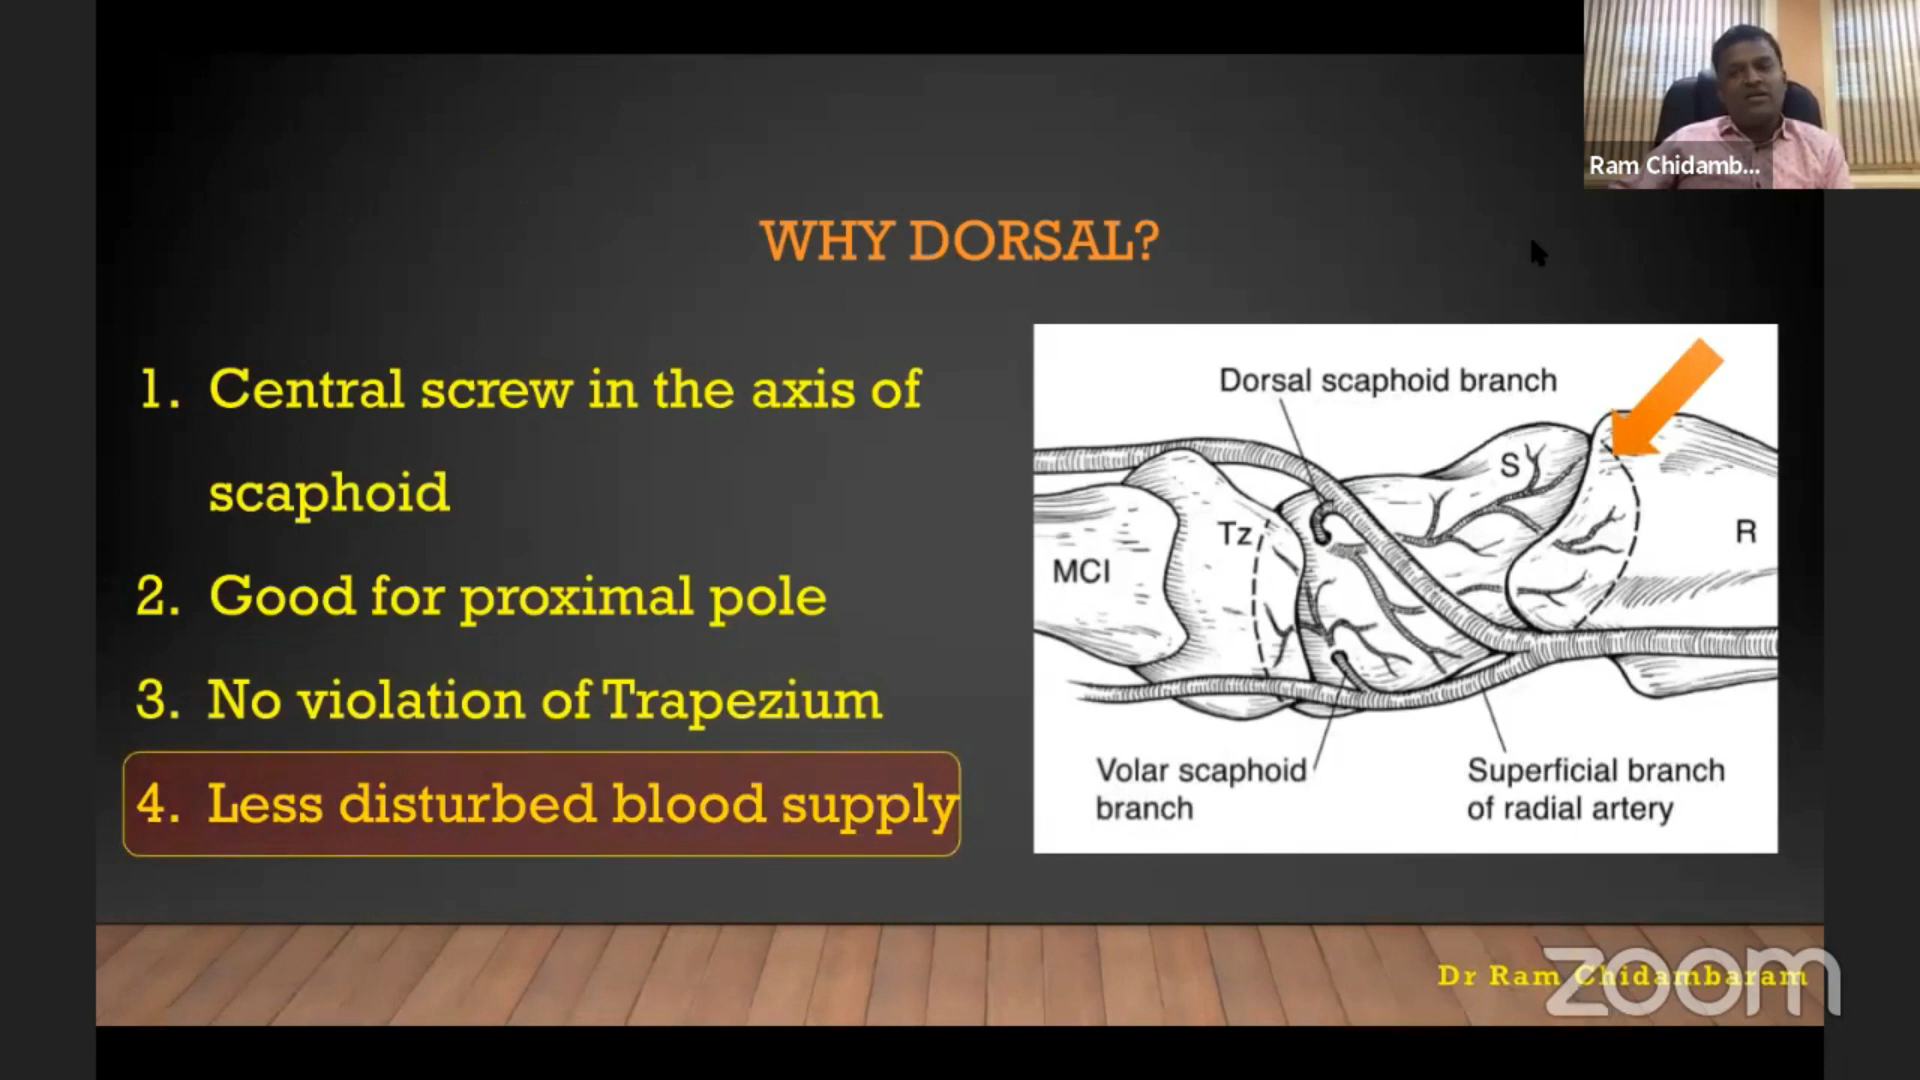 Ram Chidamb...
WHY DORSAL?
1. Central screw in the axis of
scaphoid
2. Good for proximal pole
3. No violation of Trapezium
4. Less disturbed blood supply
Dorsal scaphoid branch
S
Tz
R
MCI
Volar scaphoid
branch
Superficial branch
of radial artery
Dr Ram Chidambaram
zoom